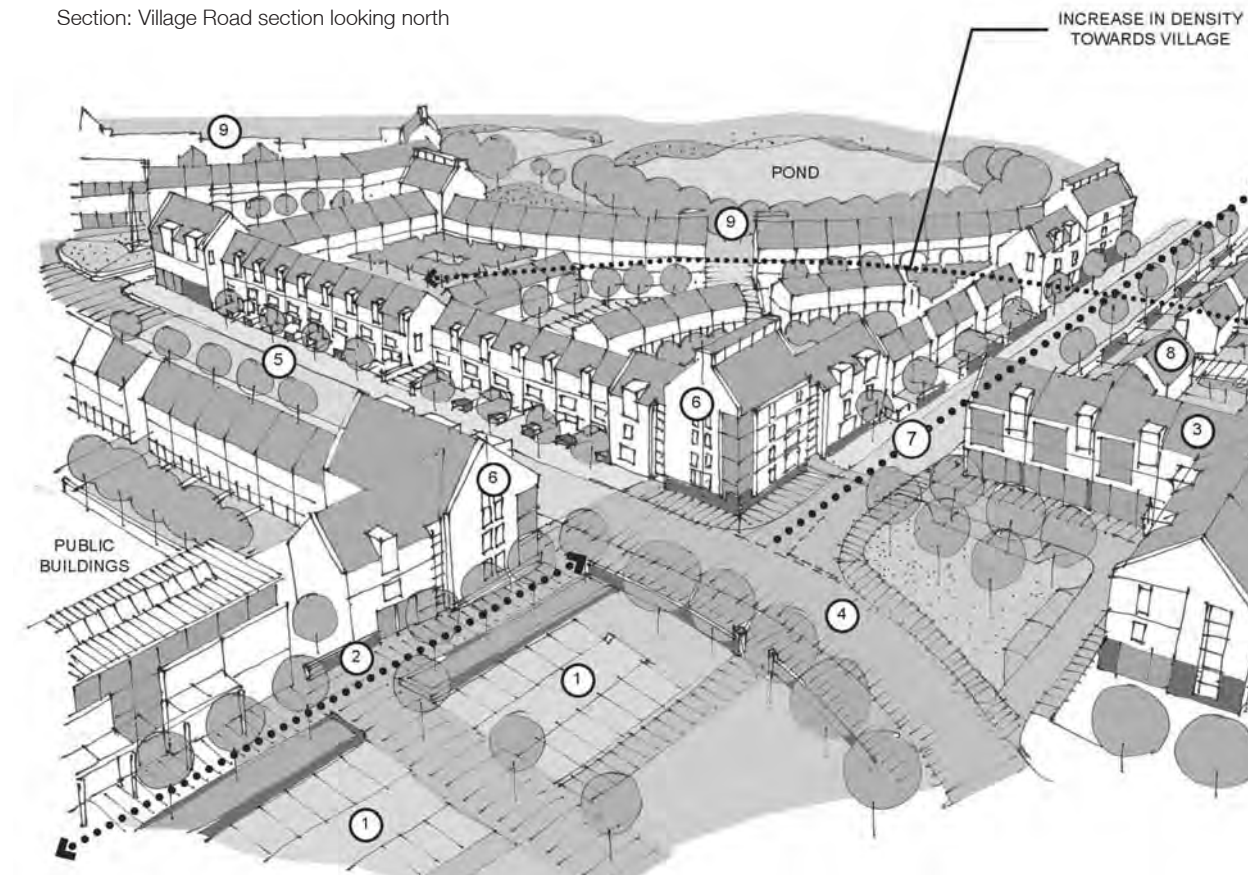 Section: Village Road section looking north
INCREASE IN DENSITY
TOWARDS VILLAGE
9
POND
9
5
8
6
3
7
6
PUBLIC
BUILDINGS
4
2
1
1